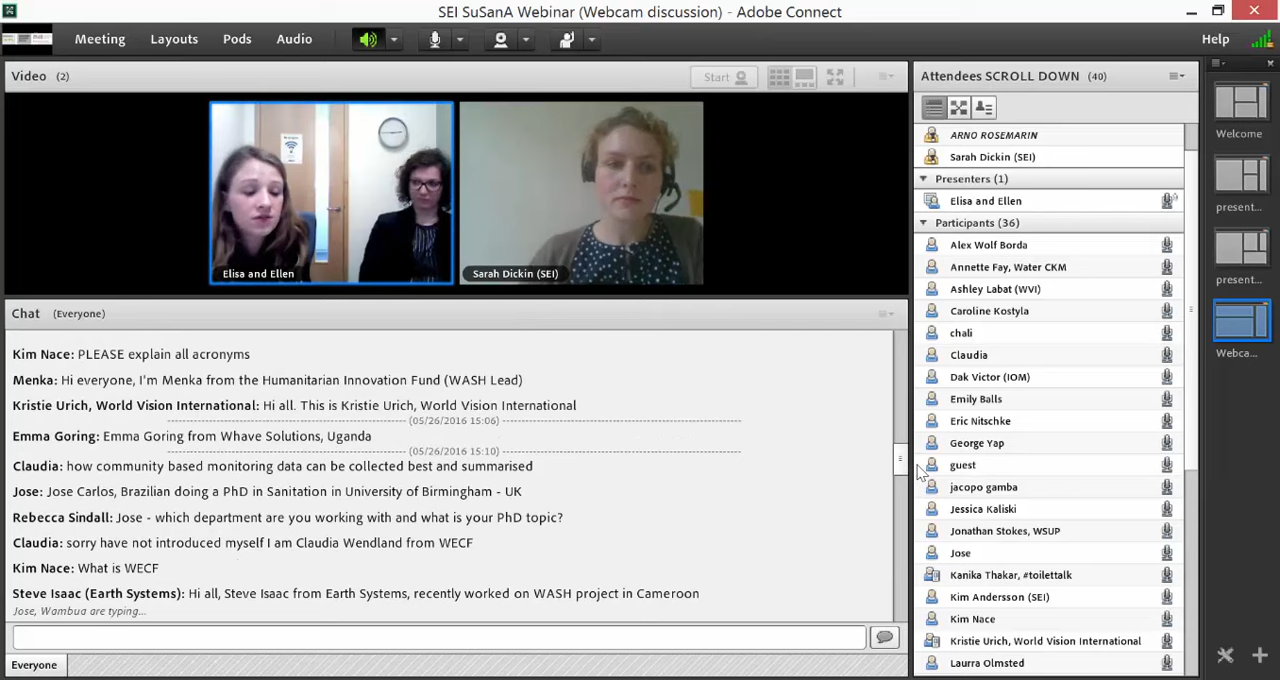 SEI SuSanA Webinar (Webcam discussion) - Adobe Connect
Meeting
Layouts
Pods
Audio
Help
Video (2)
Start
Elisa and Ellen
Sarah Dickin (SEI)
Chat (Everyone)
Kim Nace: PLEASE explain all acronyms
Menka: Hi everyone, I'm Menka from the Humanitarian Innovation Fund (WASH Lead)
Kristie Urich, World Vision International: Hi all. This is Kristie Urich, World Vision International
(05/26/2016 15:06)
Emma Goring: Emma Goring from Whave Solutions, Uganda
(05/26/2016 15:10)
Claudia: how community based monitoring data can be collected best and summarised
Jose: Jose Carlos, Brazilian doing a PhD in Sanitation in University of Birmingham - UK
Rebecca Sindall: Jose - which department are you working with and what is your PhD topic?
Claudia: sorry have not introduced myself I am Claudia Wendland from WECF
Kim Nace: What is WECF
Steve Isaac (Earth Systems): Hi all, Steve Isaac from Earth Systems, recently worked on WASH project in Cameroon
Jose, Wambua are typing...
Everyone
Attendees SCROLL DOWN (40)
ARNO ROSEMARIN
Sarah Dickin (SEI)
Presenters (1)
Elisa and Ellen
Participants (36)
Alex Wolf Borda
Annette Fay, Water CKM
Ashley Labat (WVI)
Caroline Kostyla
chali
Claudia
Dak Victor (IOM)
Emily Balls
Eric Nitschke
George Yap
guest
jacopo gamba
Jessica Kaliski
Jonathan Stokes, WSUP
Jose
Kanika Thakar, #toilettalk
Kim Andersson (SEI)
Kim Nace
Kristie Urich, World Vision International
Laurra Olmsted
Welcome
present...
present...
Webca...